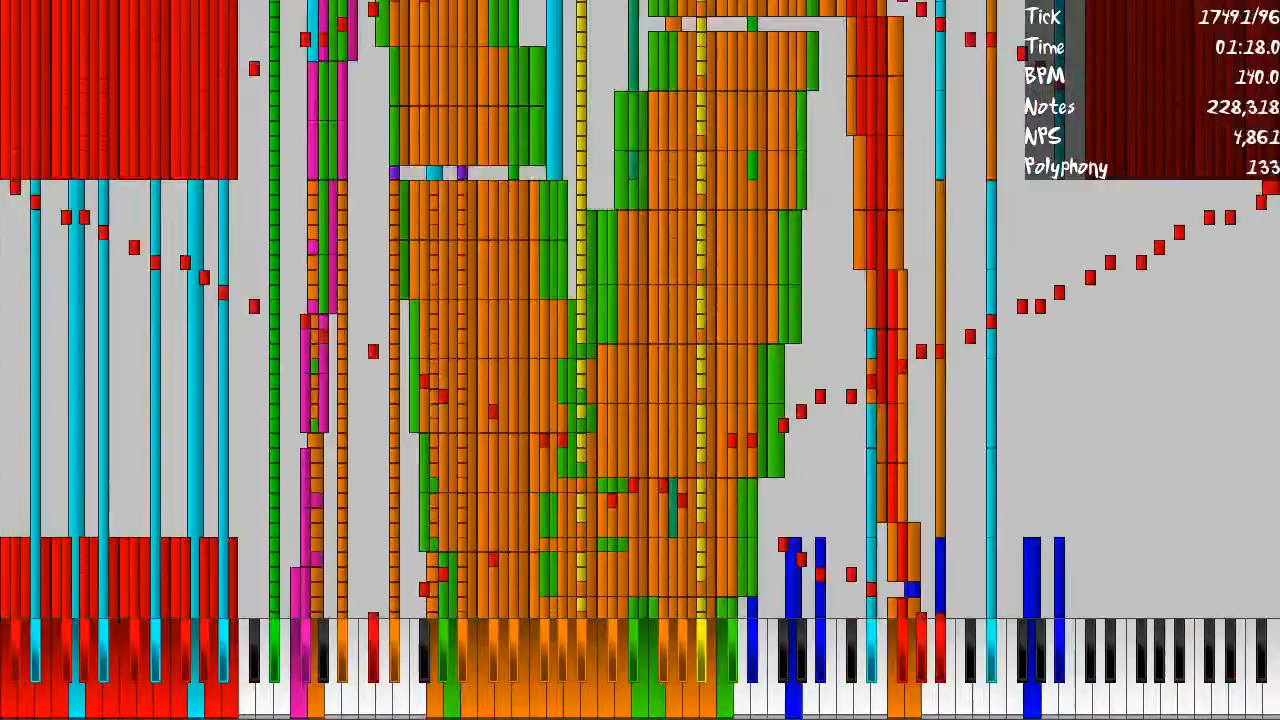 Tick 17491/96
Time 01:18.0
BPM 140.0
Notes 228,318
NPS 4,861
Polyphony 133